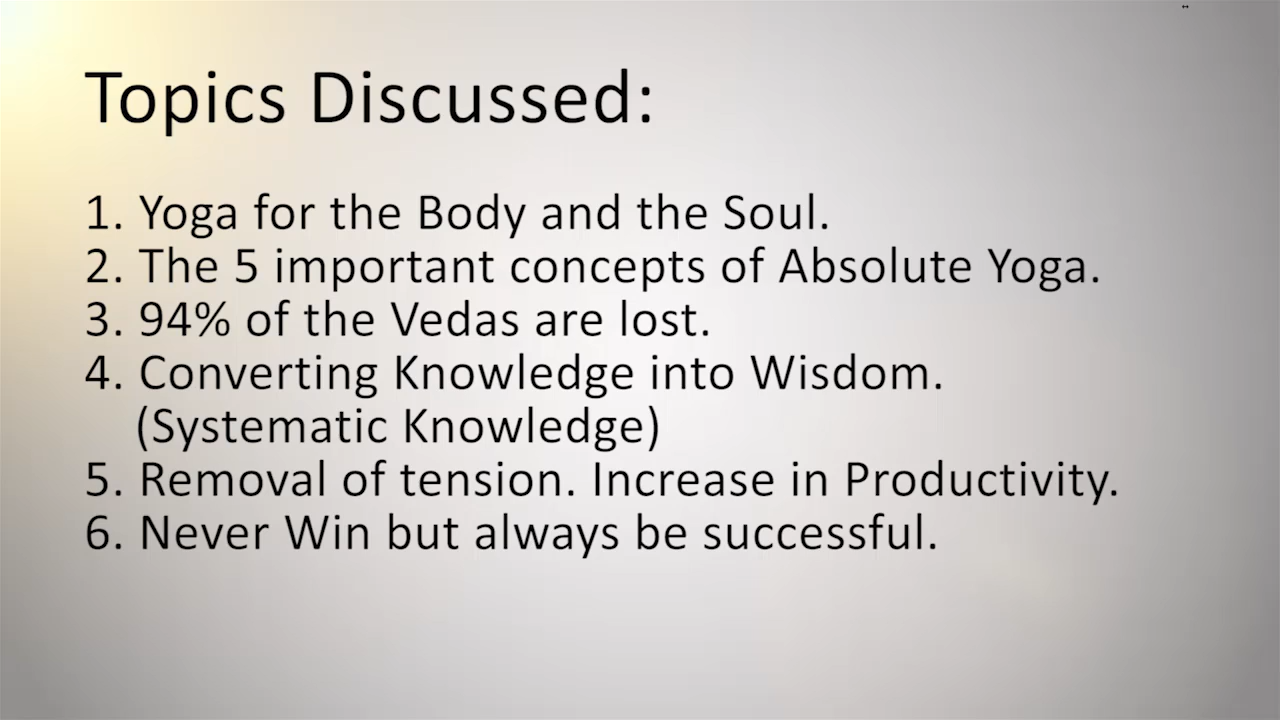 Topics Discussed:
1. Yoga for the Body and the Soul.
2. The 5 important concepts of Absolute Yoga.
3. 94% of the Vedas are lost.
4. Converting Knowledge into Wisdom.
(Systematic Knowledge)
5. Removal of tension. Increase in Productivity.
6. Never Win but always be successful.